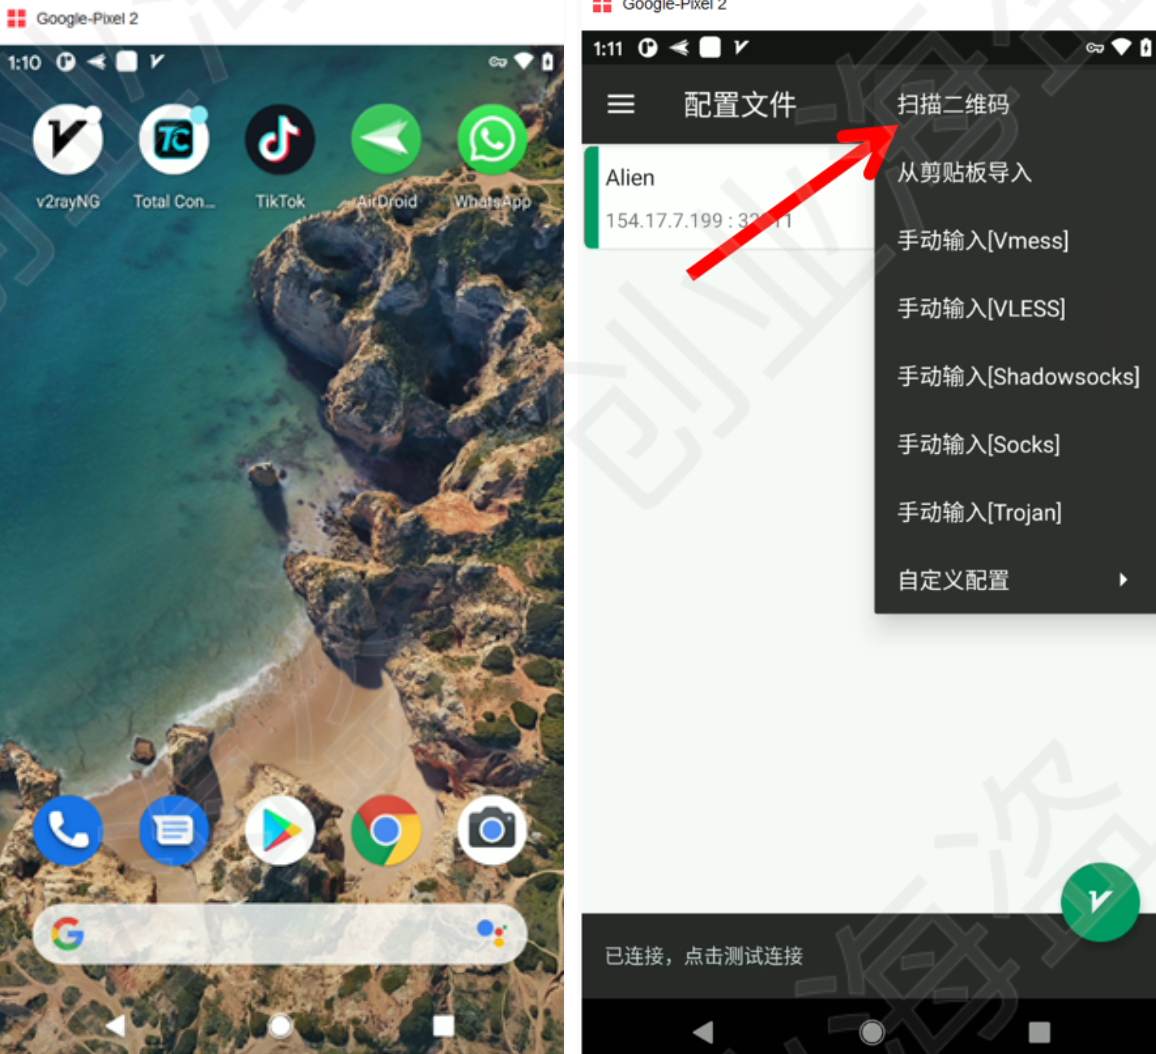 Google-Pixel 2
1:10
v2rayNG
Total Con...
TikTok
AirDroid
WhatsApp
Google-Pixel 2
1:11
配置文件
Alien
154.17.7.199 :
扫描二维码
从剪贴板导入
手动输入[Vmess]
手动输入[VLESS]
手动输入[Shadowsocks]
手动输入[Socks]
手动输入[Trojan]
自定义配置
已连接，点击测试连接